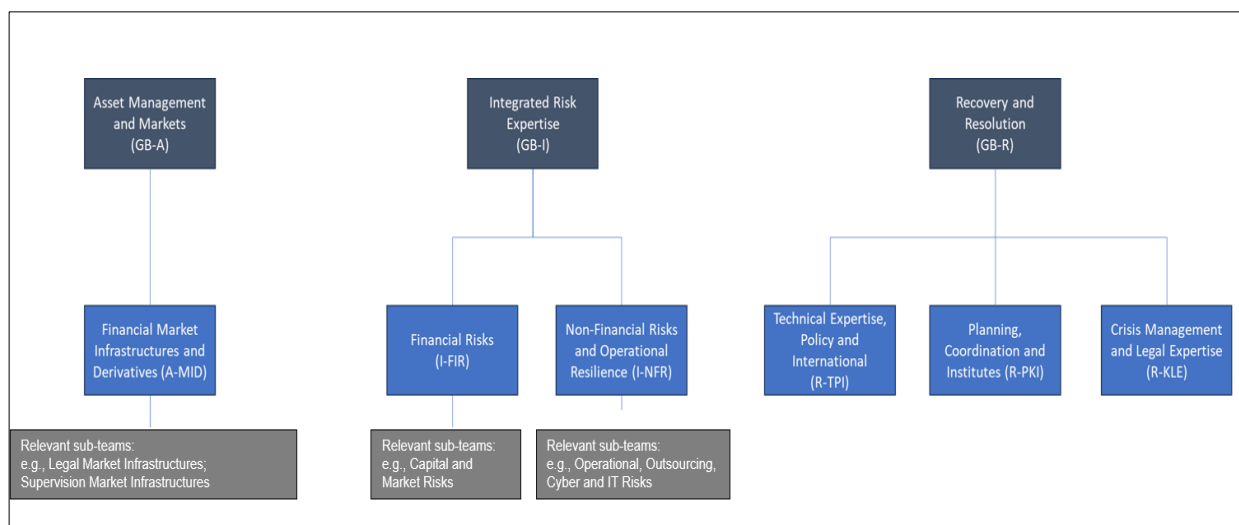 Asset Management
and Markets
(GB-A)
Integrated Risk
Expertise
(GB-I)
Recovery and
Resolution
(GB-R)
Financial Market
Infrastructures and
Derivatives (A-MID)
Financial Risks
(I-FIR)
Non-Financial Risks
and Operational
Resilience (I-NFR)
Technical Expertise,
Policy and
International
(R-TPI)
Planning,
Coordination and
Institutes (R-PKI)
Crisis Management
and Legal Expertise
(R-KLE)
Relevant sub-teams:
e.g., Legal Market Infrastructures;
Supervision Market Infrastructures
Relevant sub-teams:
e.g., Capital and
Market Risks
Relevant sub-teams:
e.g., Operational, Outsourcing,
Cyber and IT Risks